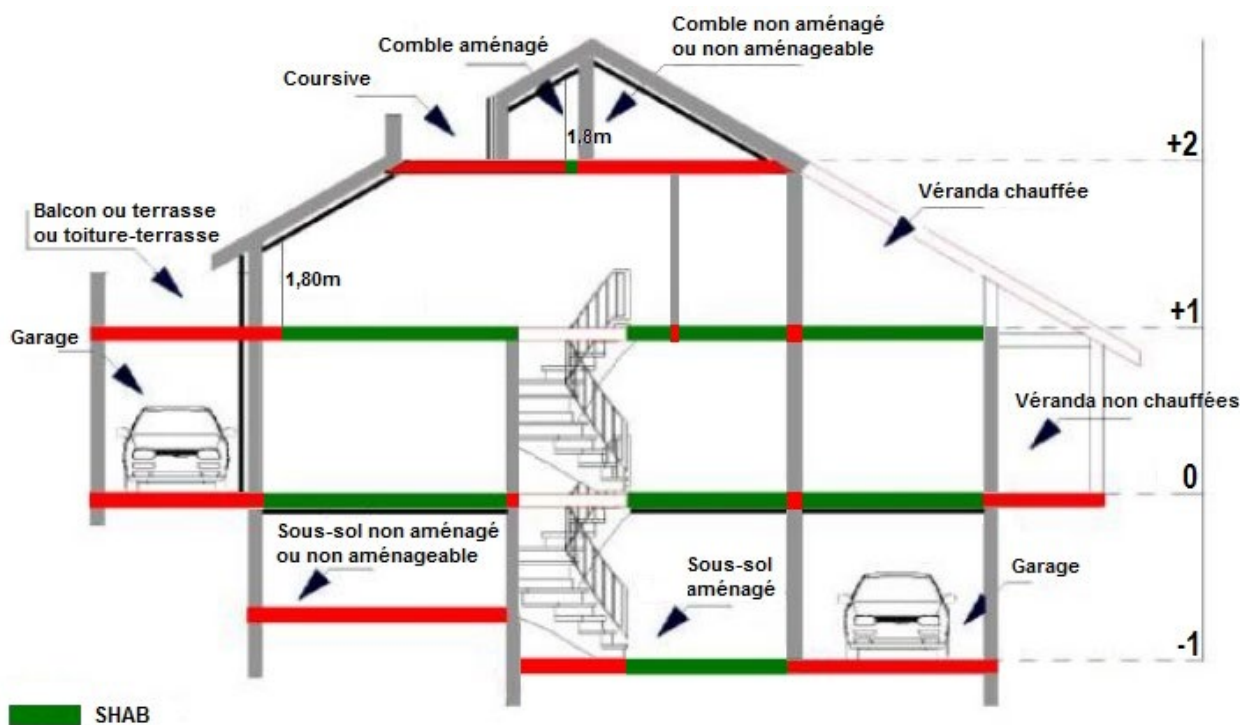 Comble non aménagé
ou non aménageable
Comble aménagé
Coursive
1.8m
+2
Balcon ou terrasse
ou toiture-terrasse
Véranda chauffée
1,80m
+1
Garage
Véranda non chauffées
0
Sous-sol non aménagé
ou non aménageable
Sous-sol
aménagé
Garage
-1
SHAB